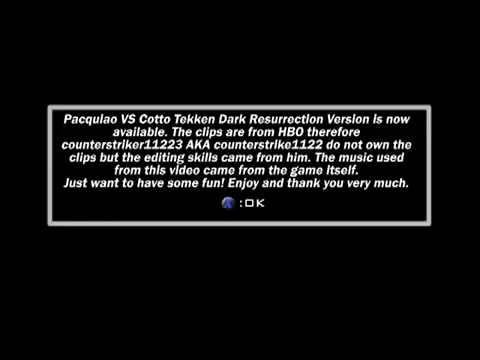 Pacquiao VS Cotto Tekken Dark Resurrection Version is now
available. The clips are from HBO therefore
counterstriker11223 AKA counterstrike1122 do not own the
clips but the editing skills came from him. The music used
from this video came from the game itself.
Just want to have some fun! Enjoy and thank you very much.
X :OK